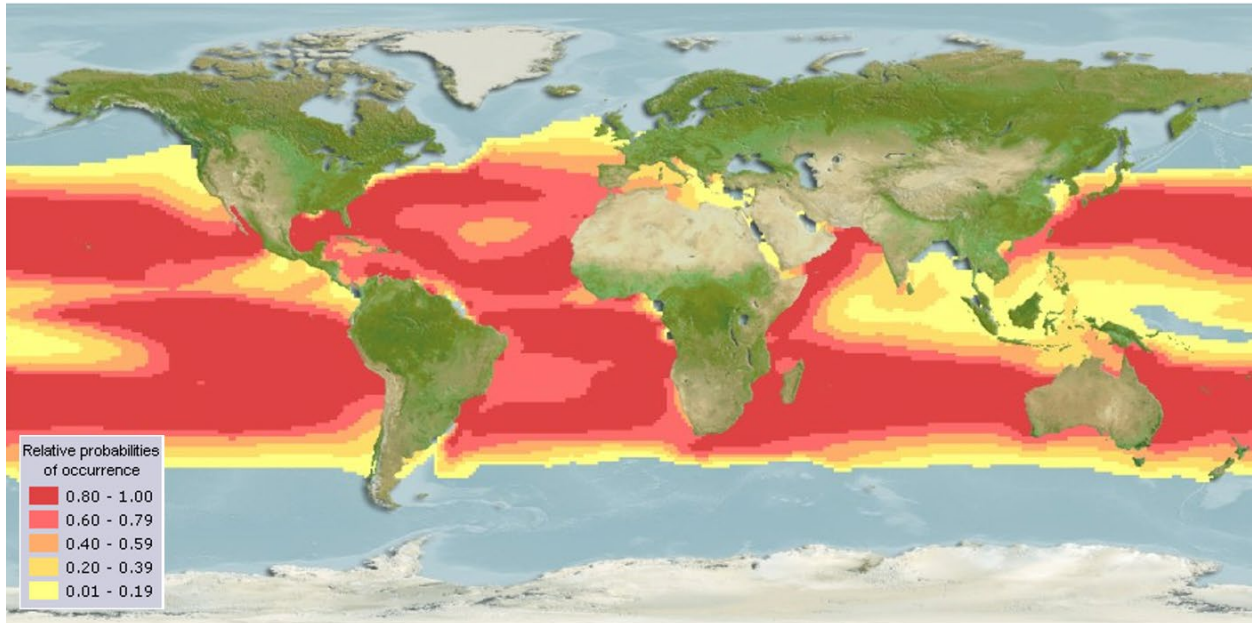 Relative probabilities
of occurrence
0.80 - 1.00
0.60 - 0.79
0.40 - 0.59
0.20 - 0.39
0.01 - 0.19